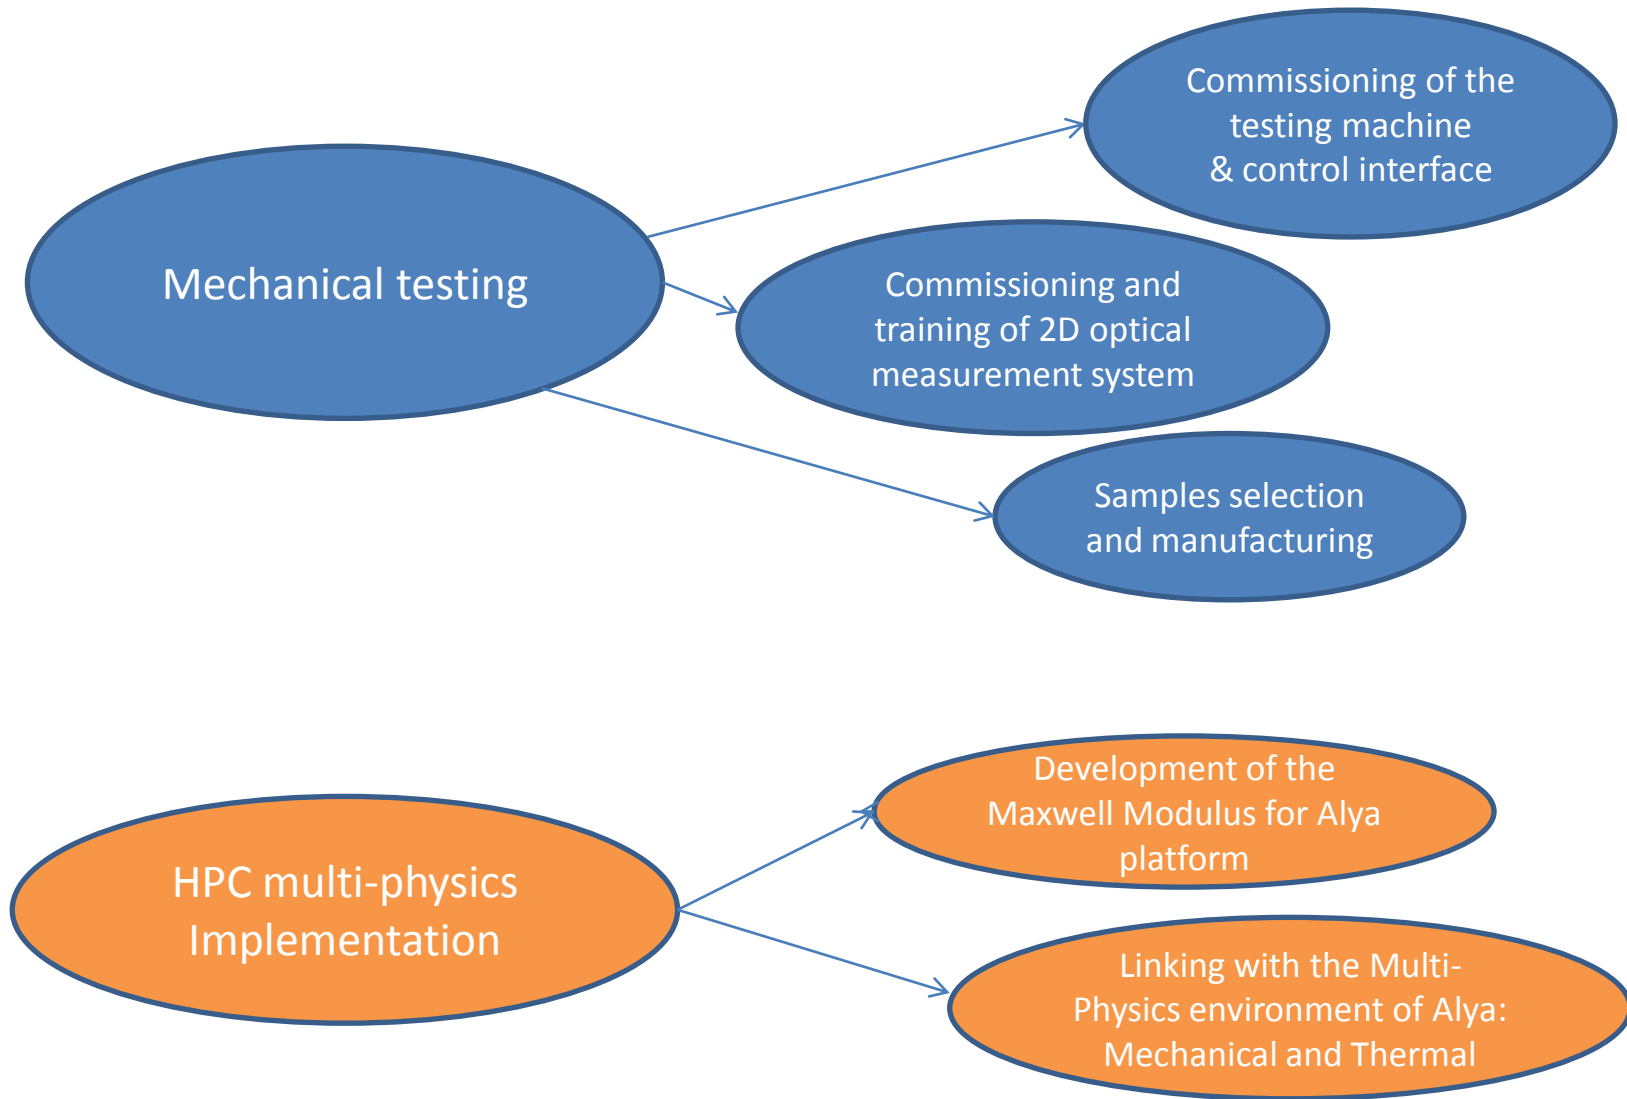 Commissioning of the
testing machine
& control interface
Mechanical testing
Commissioning and
training of 2D optical
measurement system
Samples selection
and manufacturing
Development of the
Maxwell Modulus for Alya
platform
HPC multi-physics
Implementation
Linking with the Multi-
Physics environment of Alya:
Mechanical and Thermal